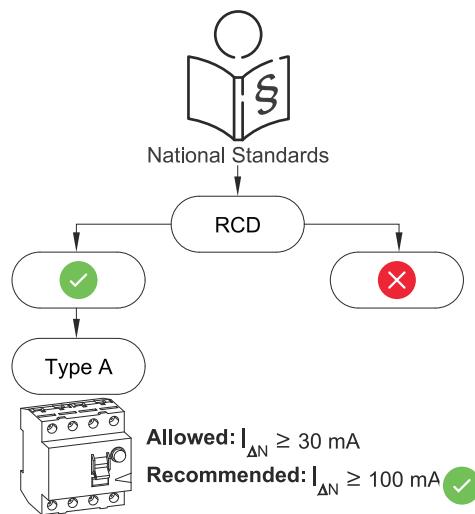 §
National Standards
RCD
Type A
Allowed: IΔN ≥ 30 mA
Recommended: IΔN ≥ 100 mA